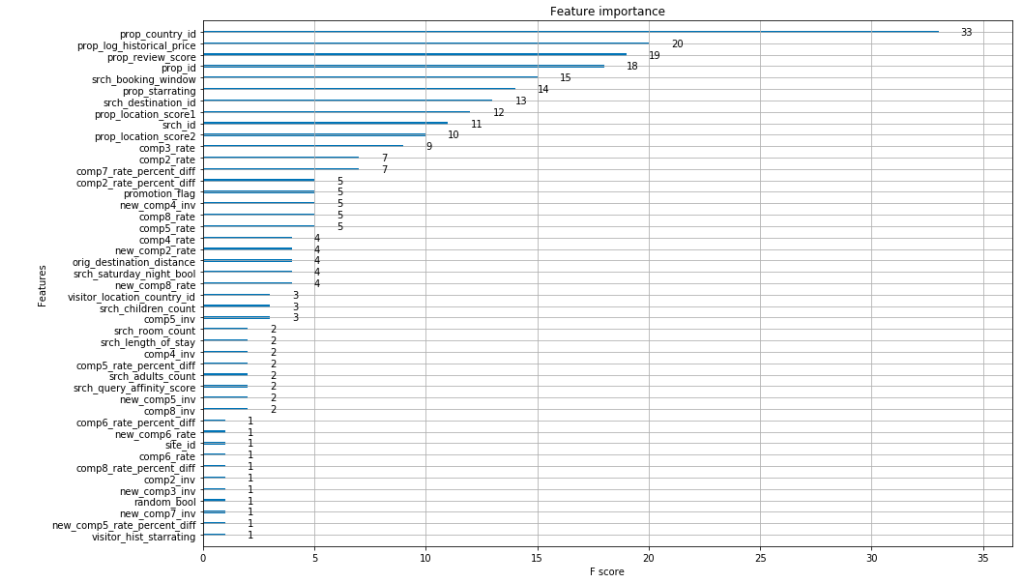 Feature importance
prop_country_id 33
prop_log_historical_price 20
prop_review_score 19
prop_id 18
srch_booking_window 15
prop_starrating 14
srch_destination_id 13
prop_location_score1 12
srch_id 11
prop_location_score2 10
comp3_rate 9
comp2_rate 7
comp7_rate_percent_diff 7
comp2_rate_percent_diff 5
promotion_flag 5
new_comp4_inv 5
comp8_rate 5
comp5_rate 5
comp4_rate 4
new_comp2_rate 4
orig_destination_distance 4
srch_saturday_night_bool 4
new_comp8_rate 4
visitor_location_country_id 3
srch_children_count 3
comp5_inv 3
srch_room_count 2
srch_length_of_stay 2
comp4_inv 2
comp5_rate_percent_diff 2
srch_adults_count 2
srch_query_affinity_score 2
new_comp5_inv 2
comp8_inv 2
comp6_rate_percent_diff 1
new_comp6_rate 1
site_id 1
comp6_rate 1
comp8_rate_percent_diff 1
comp2_inv 1
new_comp3_inv 1
random_bool 1
new_comp7_inv 1
new_comp5_rate_percent_diff 1
visitor_hist_starrating 1
Features
0 5 10 15 20 25 30 35
F score